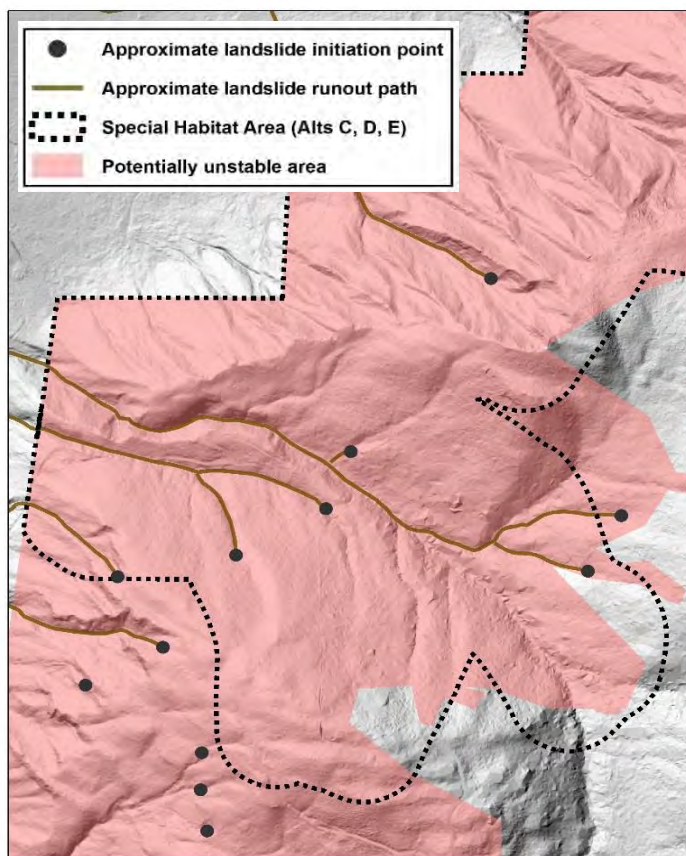 Approximate landslide initiation point
Approximate landslide runout path
Special Habitat Area (Alts C, D, E)
Potentially unstable area